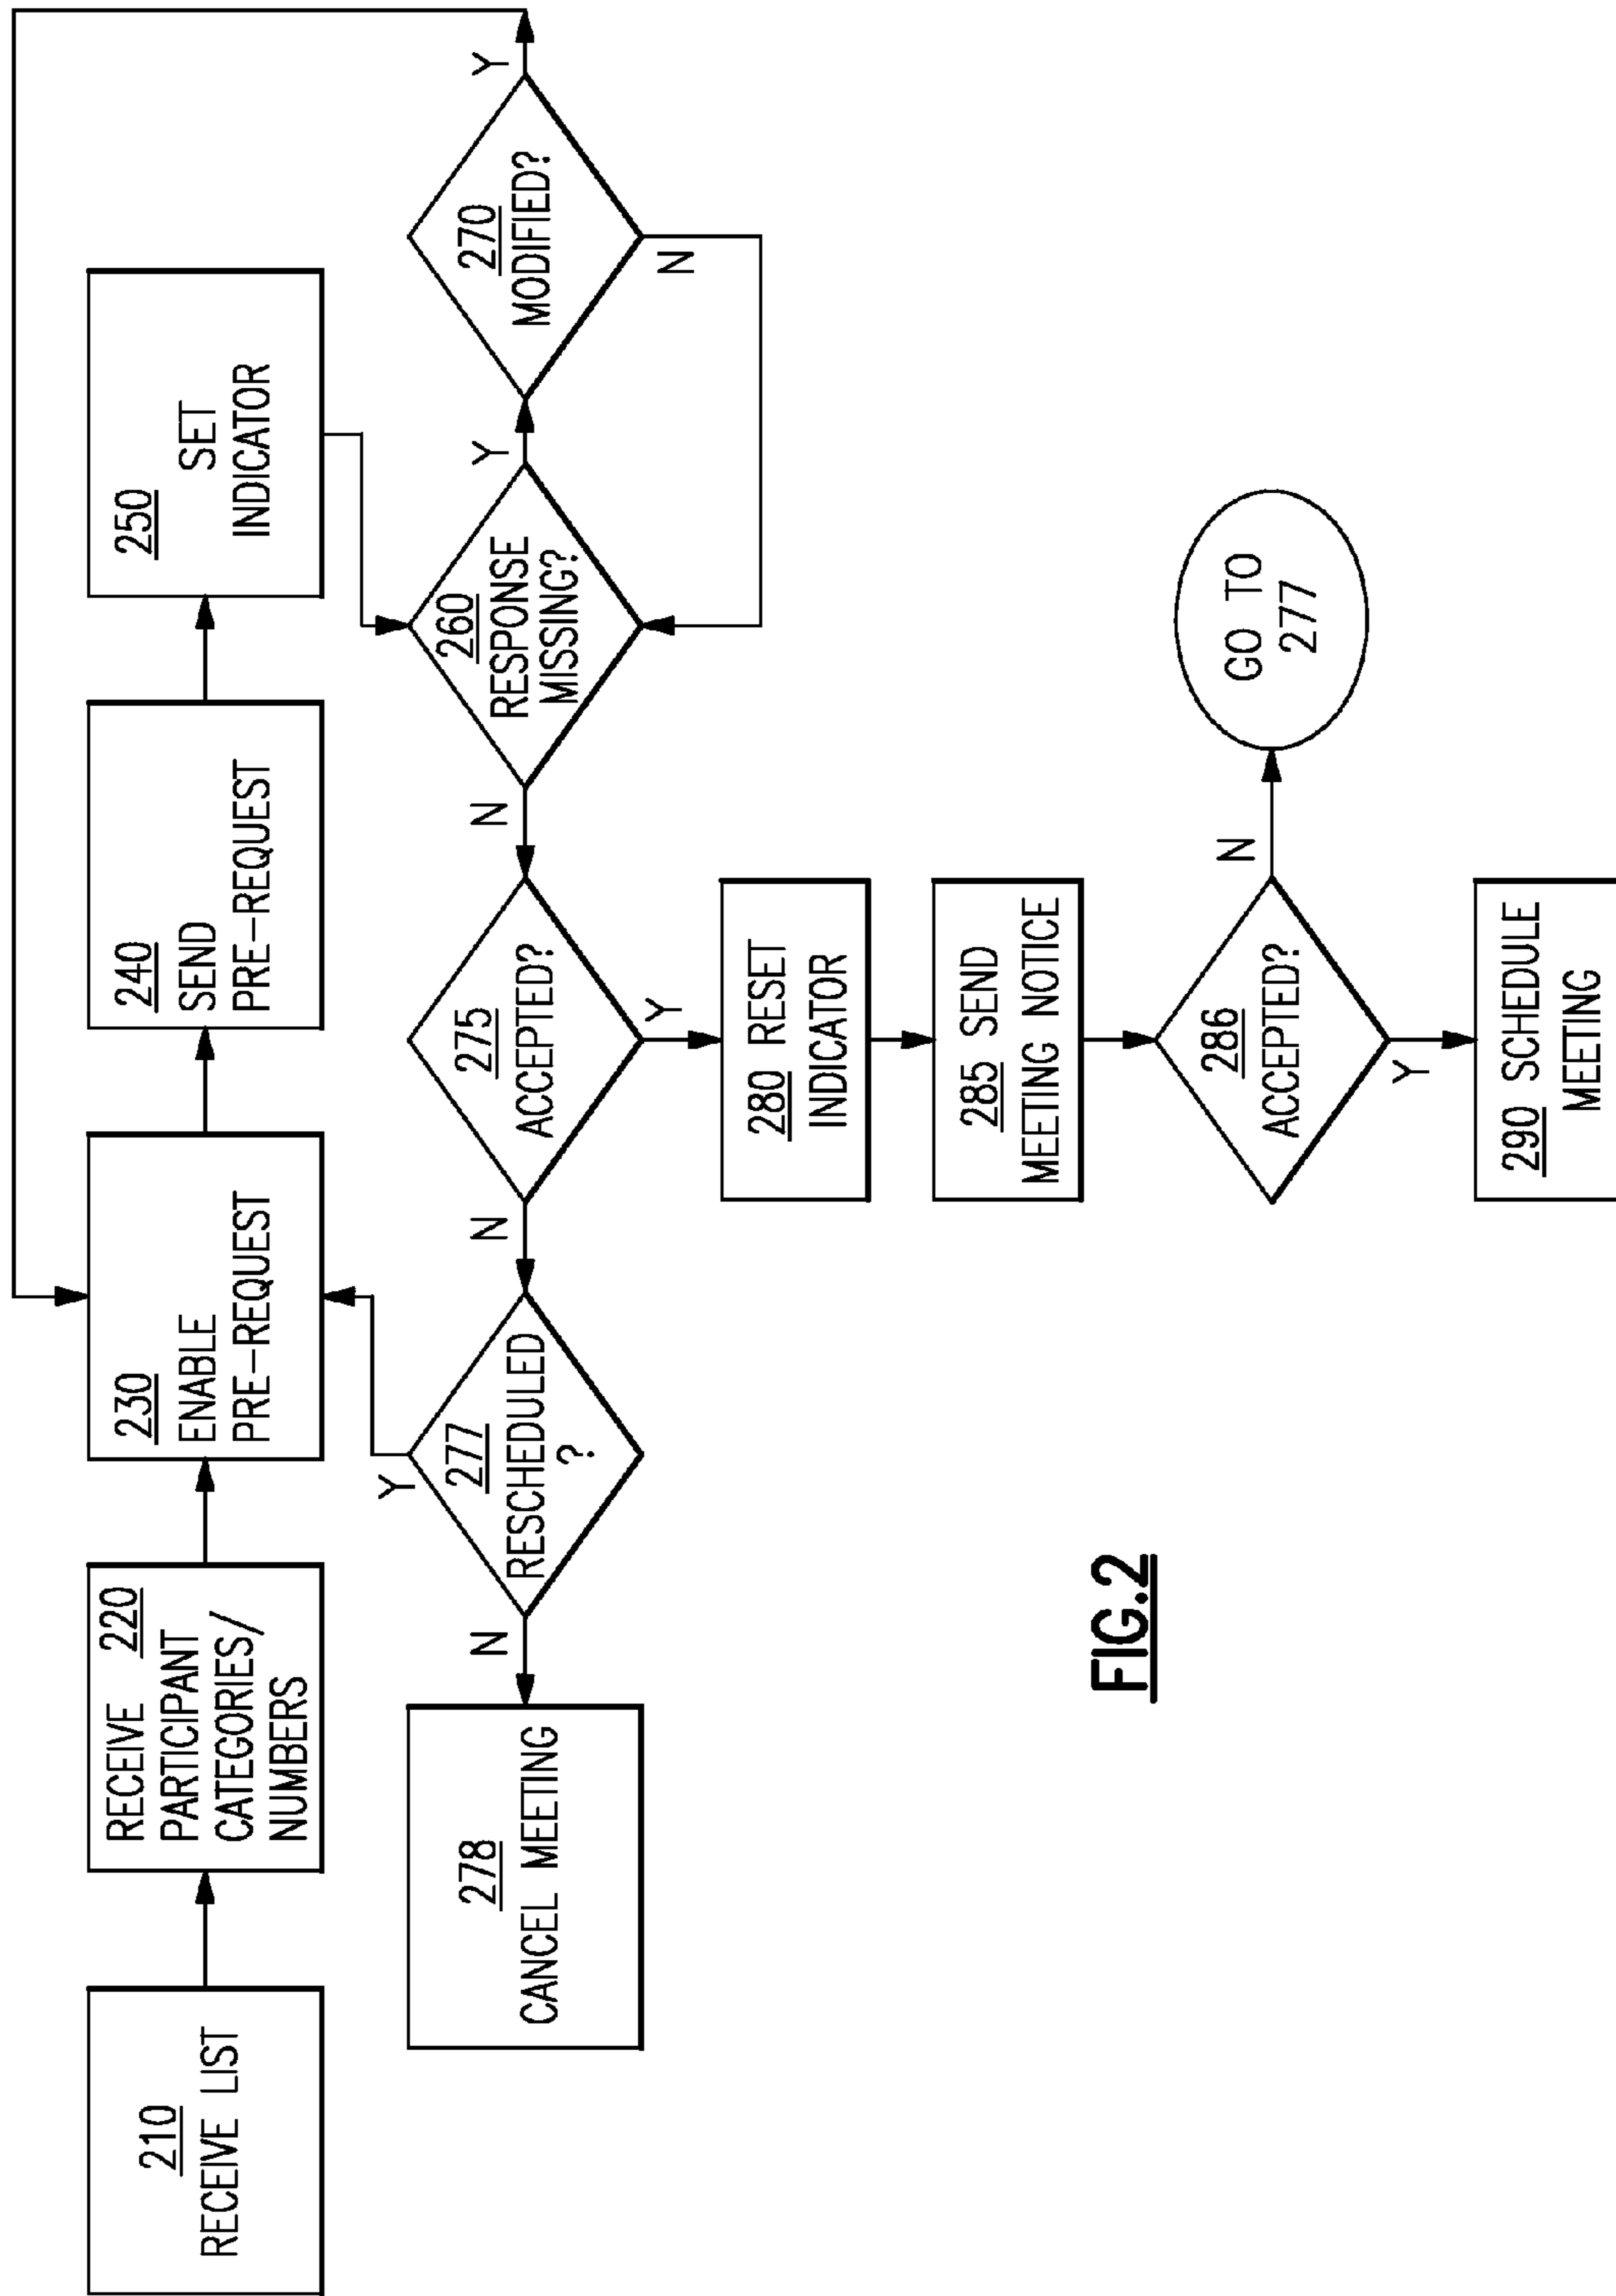 210
RECEIVE LIST
RECEIVE 220
PARTICIPANT
CATEGORIES/
NUMBERS
230
ENABLE
PRE-REQUEST
240
SEND
PRE-REQUEST
250
SET
INDICATOR
278
CANCEL MEETING
N
277
RESCHEDULED
?
Y
N
275
ACCEPTED?
Y
N
260
RESPONSE
MISSING?
Y
270
MODIFIED?
Y
N
280 RESET
INDICATOR
285 SEND
MEETING NOTICE
286
ACCEPTED?
N
GO TO
277
Y
290 SCHEDULE
MEETING
FIG.2